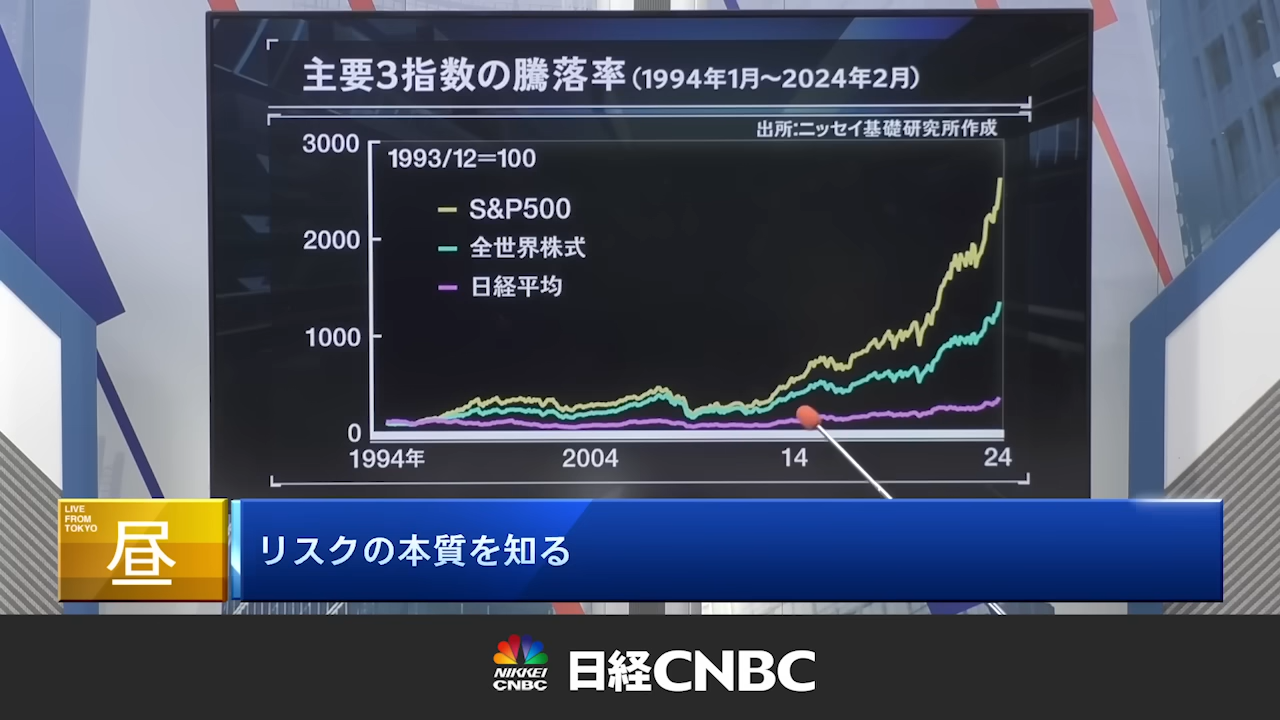 主要3指数の騰落率(1994年1月～2024年2月)
出所:ニッセイ基礎研究所作成
3000
1993/12=100
S&P500
2000
全世界株式
日経平均
1000
0
1994年
2004
14
24
LIVE
FROM
TOKYO
昼
リスクの本質を知る
NIKKEI
CNBC
日経CNBC